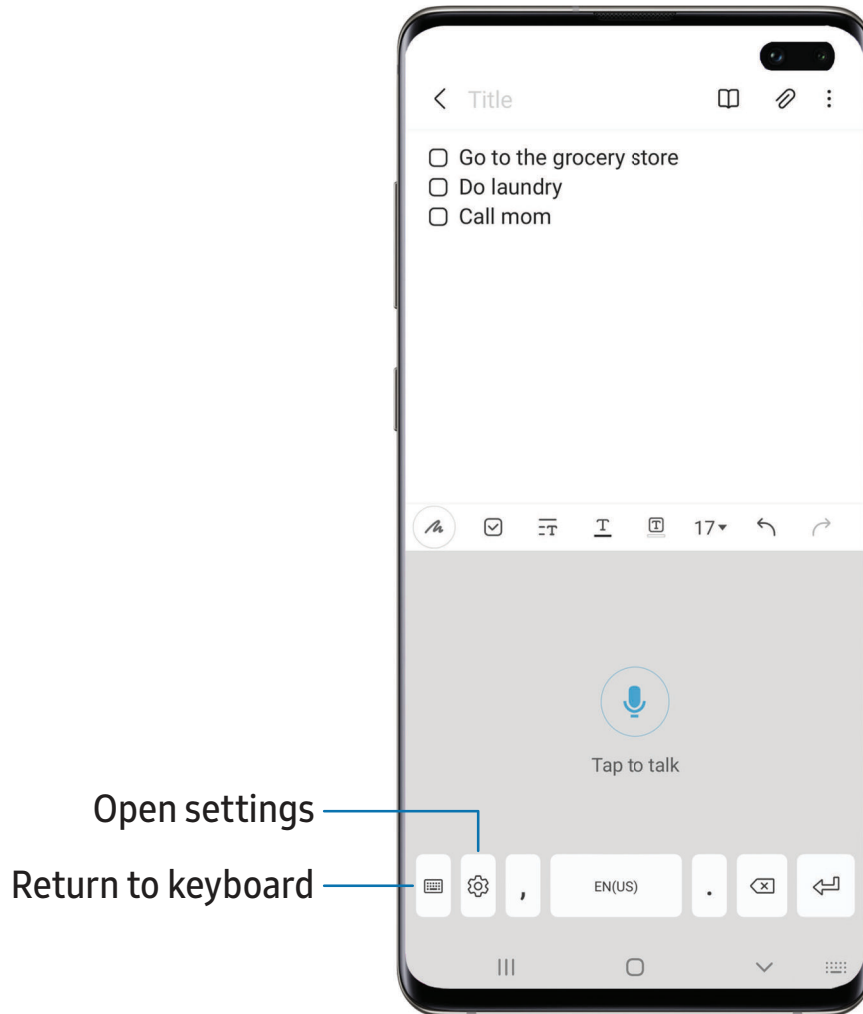 Title
Go to the grocery store
Do laundry
Call mom
17
Tap to talk
Open settings
Return to keyboard
,
EN(US)
.